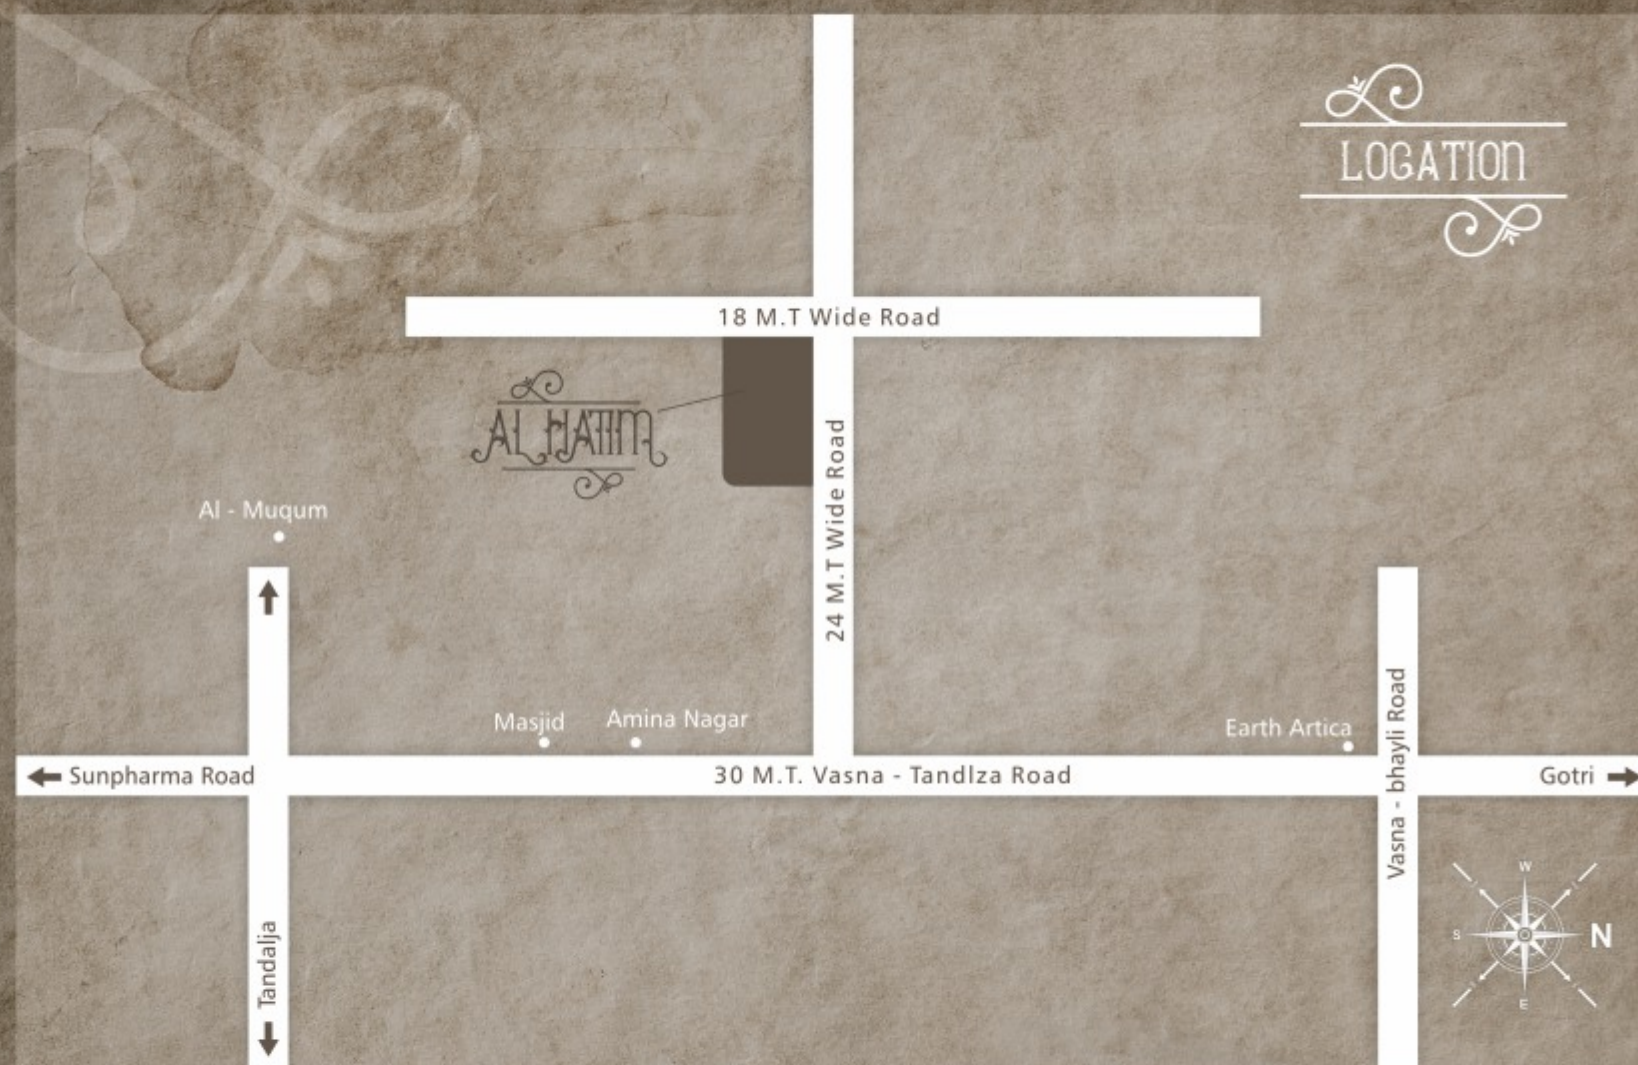 LOCATION
18 M.T Wide Road
AL HATIM
24 M.T Wide Road
Al - Muqum
Masjid
Amina Nagar
Earth Artica
Vasna - bhayli Road
Sunpharma Road
30 M.T. Vasna - Tandlza Road
Gotri
Tandalja
W
S
N
E